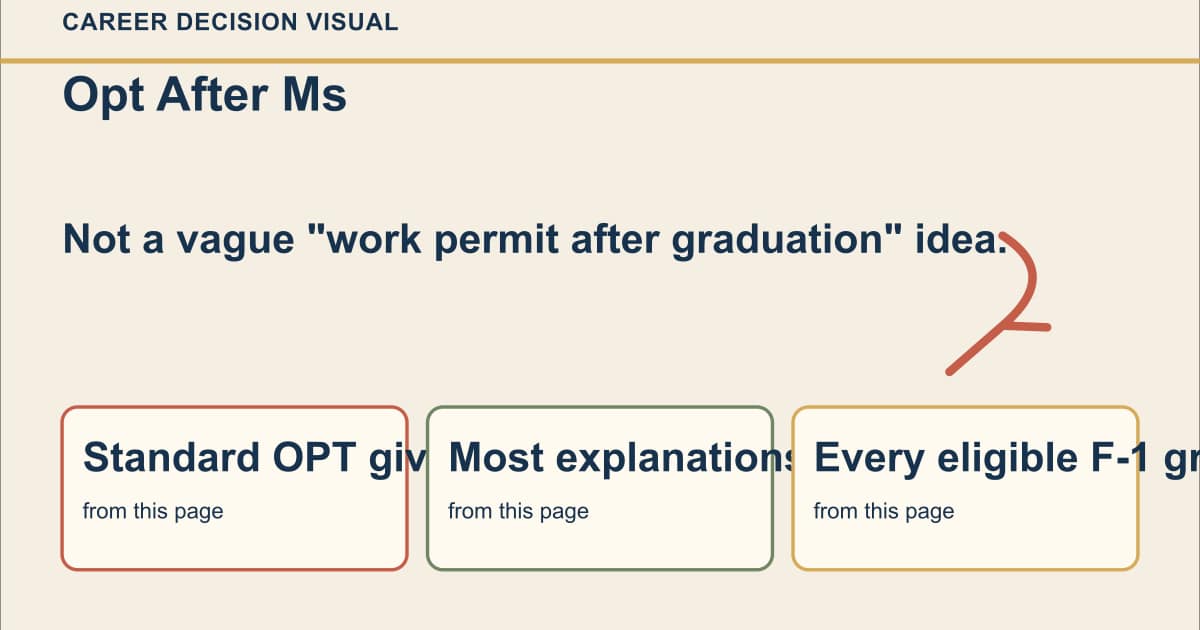 CAREER DECISION VISUAL
Opt After Ms
Not a vague "work permit after graduation" idea.
Standard OPT giv
from this page
Most explanations
from this page
Every eligible F-1 gr
from this page